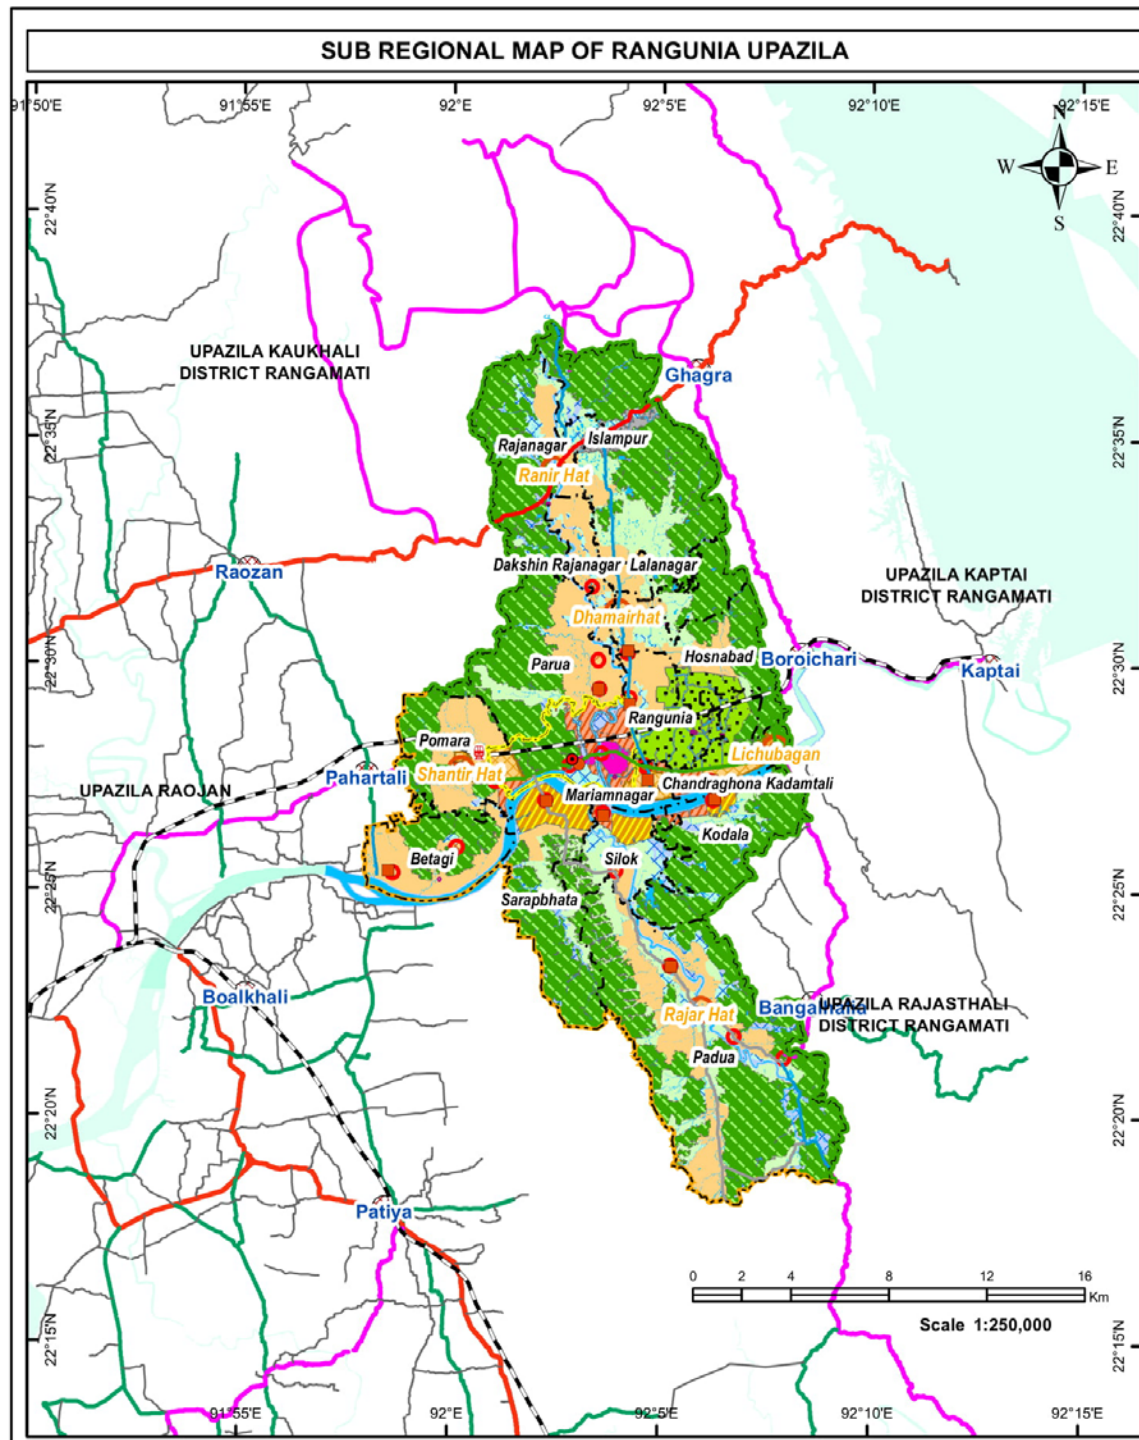 SUB REGIONAL MAP OF RANGUNIA UPAZILA
91°50'E
91°55'E
92°E
92°5'E
92°10'E
92°15'E
N
W
E
S
22°40'N
22°40'N
UPAZILA KAUKHALI
DISTRICT RANGAMATI
Ghagra
22°35'N
22°35'N
Rajanagar
Islampur
Ranir Hat
Raozan
Dakshin Rajanagar
Lalanagar
UPAZILA KAPTAI
DISTRICT RANGAMATI
Dhamairhat
22°30'N
22°30'N
Parua
Hosnabad
Boroichari
Kaptai
Rangunia
Pomara
Lichubagan
Pahartali
Shantir Hat
UPAZILA RAOJAN
Mariamnagar
Chandraghona Kadamtali
Kodala
Betagi
Silok
22°25'N
22°25'N
Sarapbhata
Boalkhali
Rajar Hat
Bangalhalia
UPAZILA RAJASTHALI
DISTRICT RANGAMATI
Padua
22°20'N
22°20'N
Patiya
0 2 4 8 12 16
Km
Scale 1:250,000
22°15'N
22°15'N
91°55'E
92°E
92°5'E
92°10'E
92°15'E